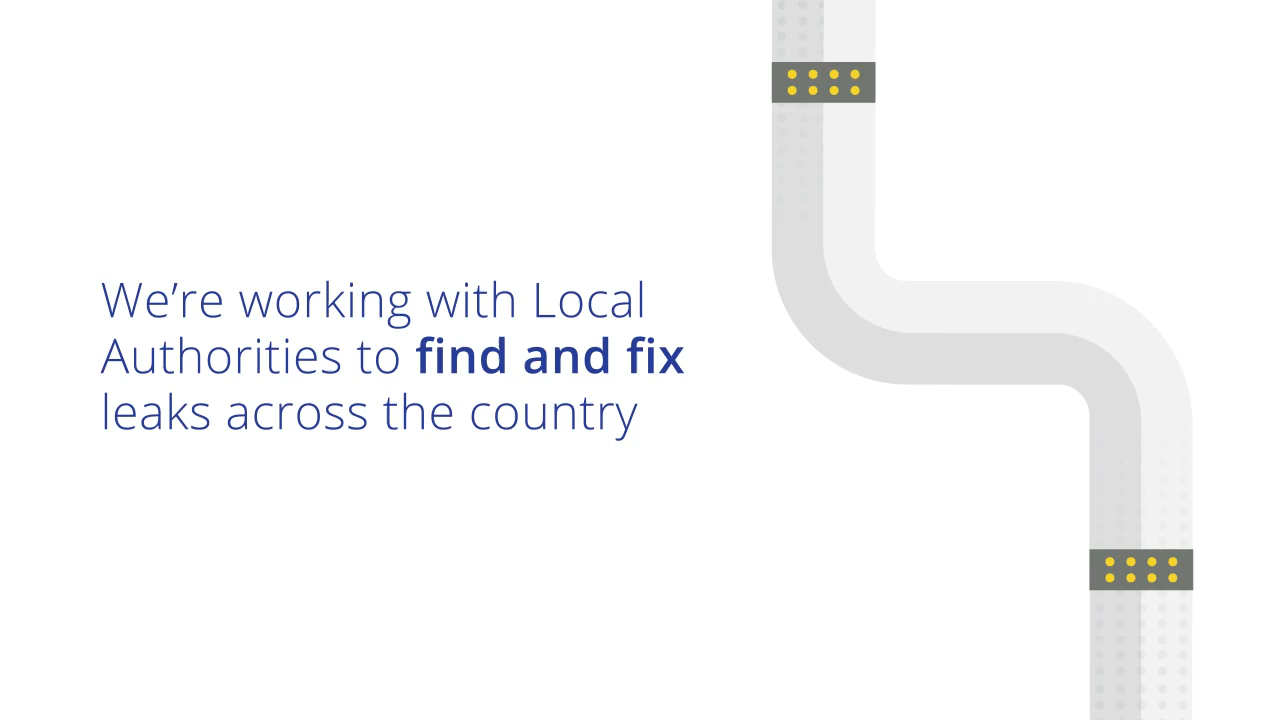 We’re working with Local
Authorities to find and fix
leaks across the country